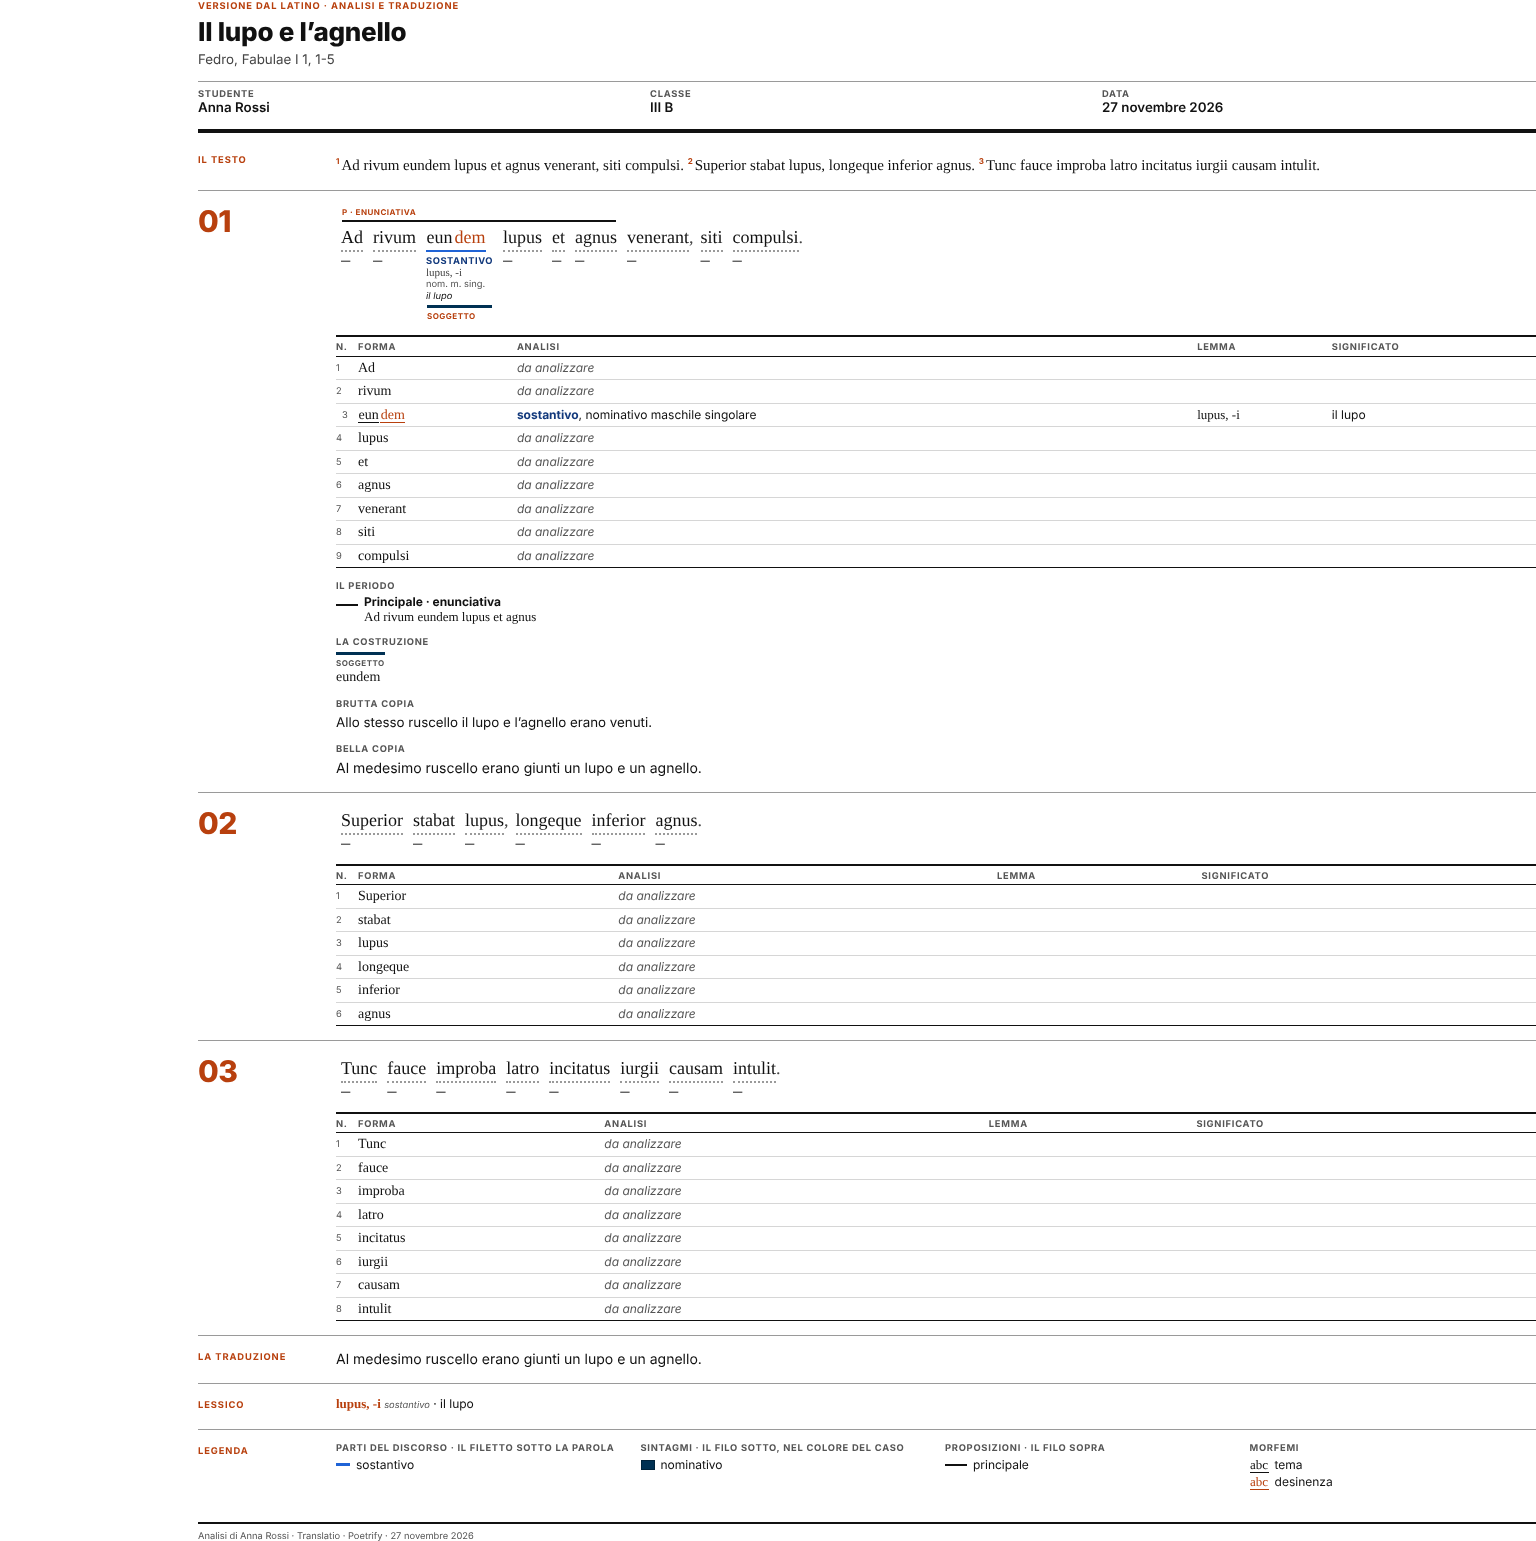 VERSIONE DAL LATINO · ANALISI E TRADUZIONE
Il lupo e l’agnello
Fedro, Fabulae I 1, 1-5
STUDENTE CLASSE DATA
Anna Rossi III B 27 novembre 2026
IL TESTO
1 Ad rivum eundem lupus et agnus venerant, siti compulsi. 2 Superior stabat lupus, longeque inferior agnus. 3 Tunc fauce improba latro incitatus iurgii causam intulit.
01
P · ENUNCIATIVA
Ad rivum eundem lupus et agnus venerant, siti compulsi.
– – SOSTANTIVO – – – – – –
lupus, -i
nom. m. sing.
il lupo
SOGGETTO
N. FORMA ANALISI LEMMA SIGNIFICATO
1 Ad da analizzare
2 rivum da analizzare
3 eundem sostantivo, nominativo maschile singolare lupus, -i il lupo
4 lupus da analizzare
5 et da analizzare
6 agnus da analizzare
7 venerant da analizzare
8 siti da analizzare
9 compulsi da analizzare
IL PERIODO
Principale · enunciativa
Ad rivum eundem lupus et agnus
LA COSTRUZIONE
SOGGETTO
eundem
BRUTTA COPIA
Allo stesso ruscello il lupo e l’agnello erano venuti.
BELLA COPIA
Al medesimo ruscello erano giunti un lupo e un agnello.
02
Superior stabat lupus, longeque inferior agnus.
– – – – – –
N. FORMA ANALISI LEMMA SIGNIFICATO
1 Superior da analizzare
2 stabat da analizzare
3 lupus da analizzare
4 longeque da analizzare
5 inferior da analizzare
6 agnus da analizzare
03
Tunc fauce improba latro incitatus iurgii causam intulit.
– – – – – – – –
N. FORMA ANALISI LEMMA SIGNIFICATO
1 Tunc da analizzare
2 fauce da analizzare
3 improba da analizzare
4 latro da analizzare
5 incitatus da analizzare
6 iurgii da analizzare
7 causam da analizzare
8 intulit da analizzare
LA TRADUZIONE
Al medesimo ruscello erano giunti un lupo e un agnello.
LESSICO
lupus, -i sostantivo · il lupo
LEGENDA
PARTI DEL DISCORSO · IL FILETTO SOTTO LA PAROLA
sostantivo
SINTAGMI · IL FILO SOTTO, NEL COLORE DEL CASO
nominativo
PROPOSIZIONI · IL FILO SOPRA
principale
MORFEMI
abc tema
abc desinenza
Analisi di Anna Rossi · Translatio · Poetrify · 27 novembre 2026